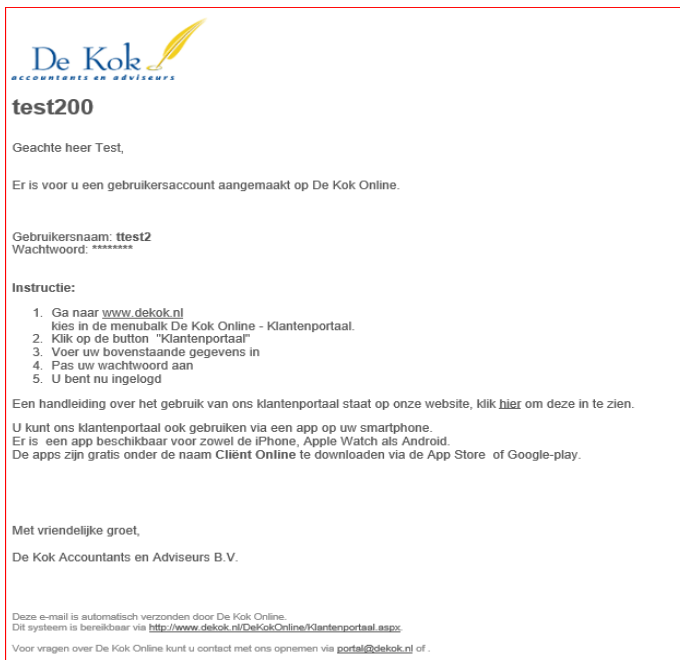 De Kok
accountants en adviseurs
test200
Geachte heer Test,
Er is voor u een gebruikersaccount aangemaakt op De Kok Online.
Gebruikersnaam: ttest2
Wachtwoord: ********
Instructie:
1. Ga naar www.dekok.nl
kies in de menubalk De Kok Online - Klantenportaal.
2. Klik op de button "Klantenportaal"
3. Voer uw bovenstaande gegevens in
4. Pas uw wachtwoord aan
5. U bent nu ingelogd
Een handleiding over het gebruik van ons klantenportaal staat op onze website, klik hier om deze in te zien.
U kunt ons klantenportaal ook gebruiken via een app op uw smartphone.
Er is een app beschikbaar voor zowel de iPhone, Apple Watch als Android.
De apps zijn gratis onder de naam Cliënt Online te downloaden via de App Store of Google-play.
Met vriendelijke groet,
De Kok Accountants en Adviseurs B.V.
Deze e-mail is automatisch verzonden door De Kok Online.
Dit systeem is bereikbaar via http://www.dekok.nl/DeKokOnline/Klantenportaal.aspx.
Voor vragen over De Kok Online kunt u contact met ons opnemen via portal@dekok.nl of .